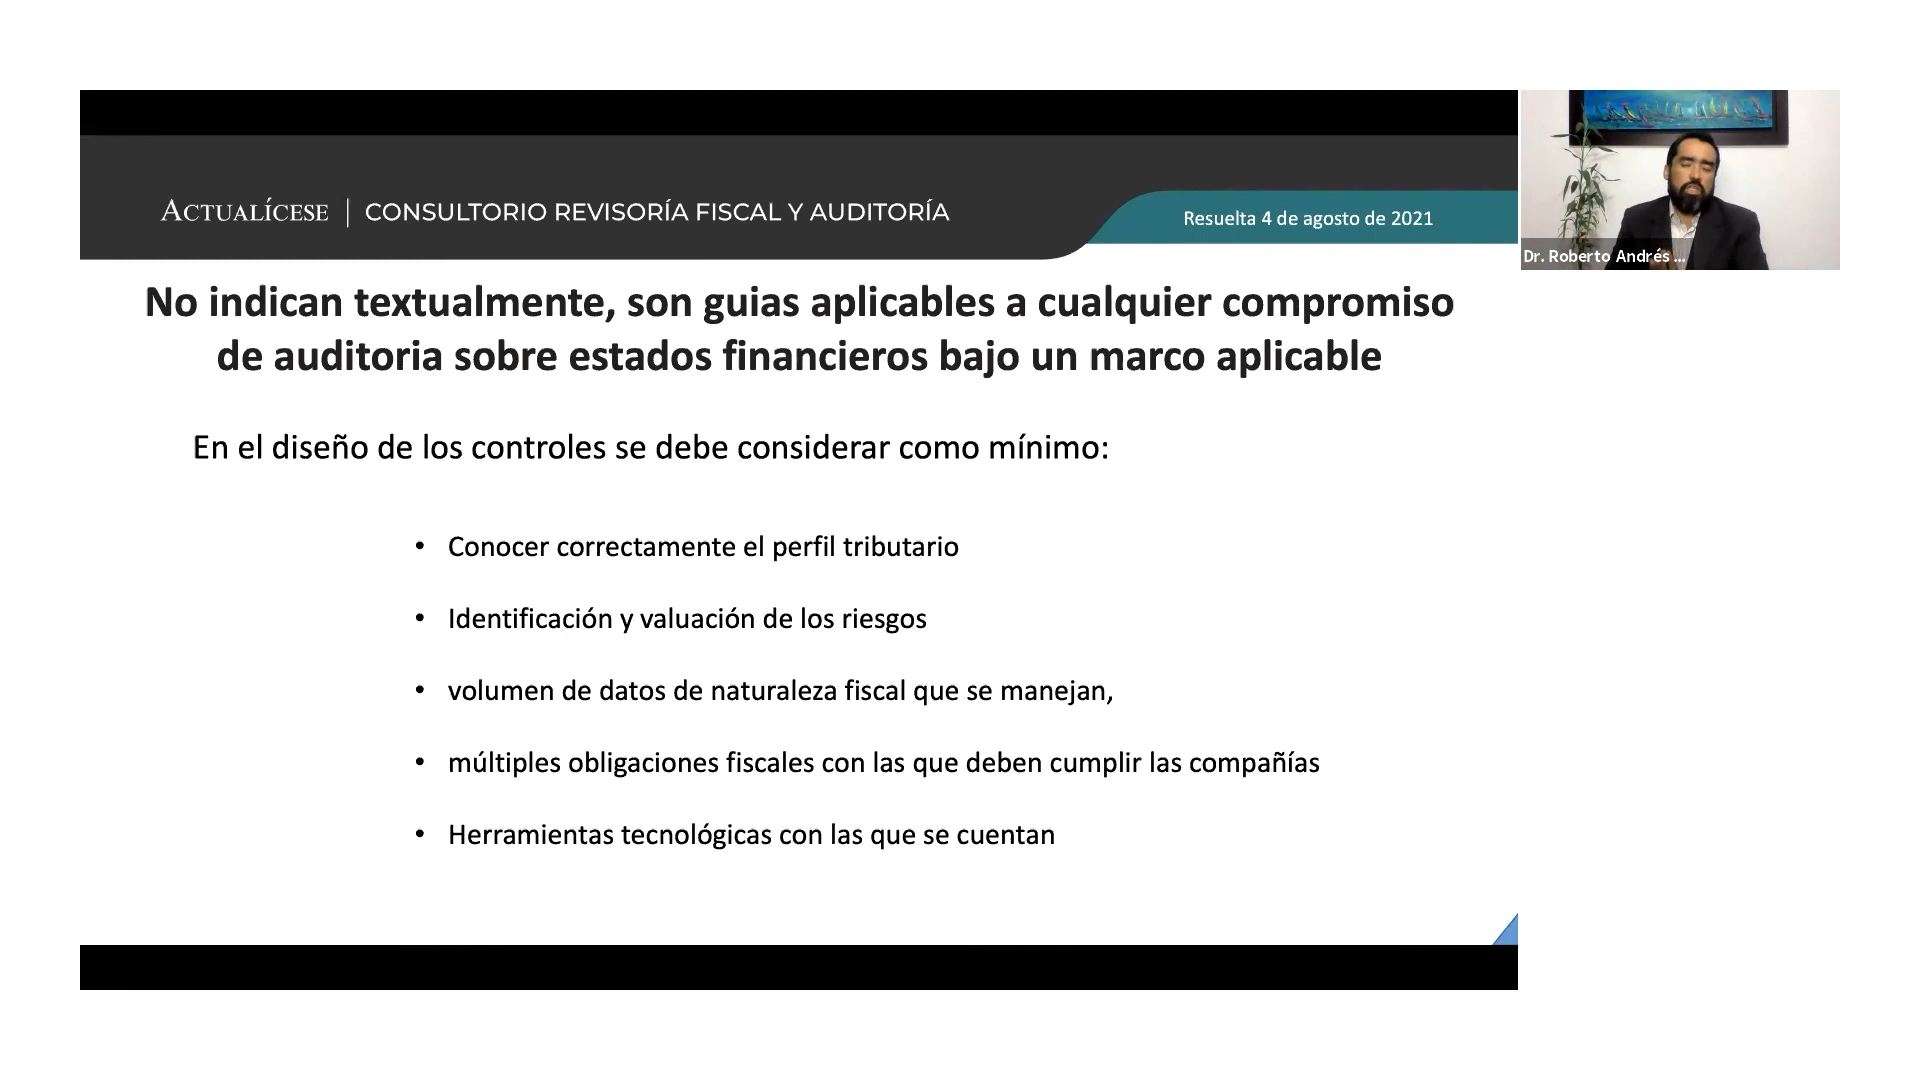 ACTUALÍCESE | CONSULTORIO REVISORÍA FISCAL Y AUDITORÍA
Resuelta 4 de agosto de 2021
Dr. Roberto Andrés ...
No indican textualmente, son guias aplicables a cualquier compromiso
de auditoria sobre estados financieros bajo un marco aplicable
En el diseño de los controles se debe considerar como mínimo:
• Conocer correctamente el perfil tributario
• Identificación y valuación de los riesgos
• volumen de datos de naturaleza fiscal que se manejan,
• múltiples obligaciones fiscales con las que deben cumplir las compañías
• Herramientas tecnológicas con las que se cuentan